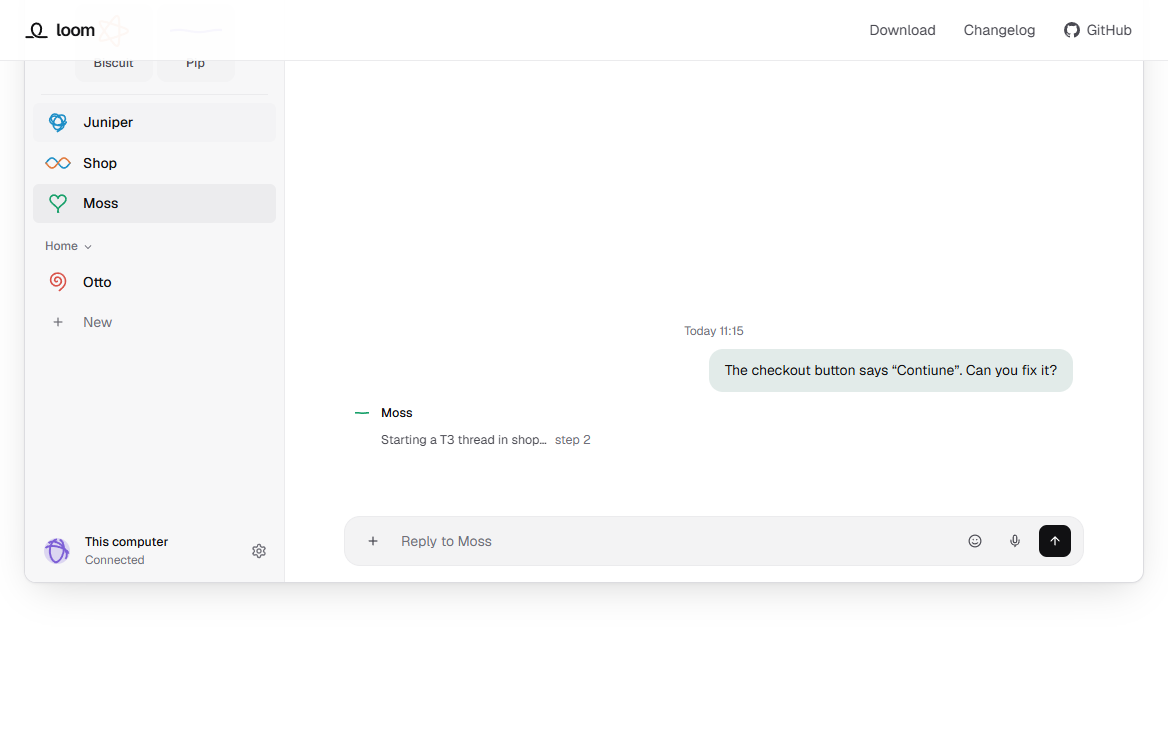 loom
Download
Changelog
GitHub
Biscuit
Pip
Juniper
Shop
Moss
Home
Otto
New
This computer
Connected
Today 11:15
The checkout button says “Contiune”. Can you fix it?
Moss
Starting a T3 thread in shop… step 2
Reply to Moss